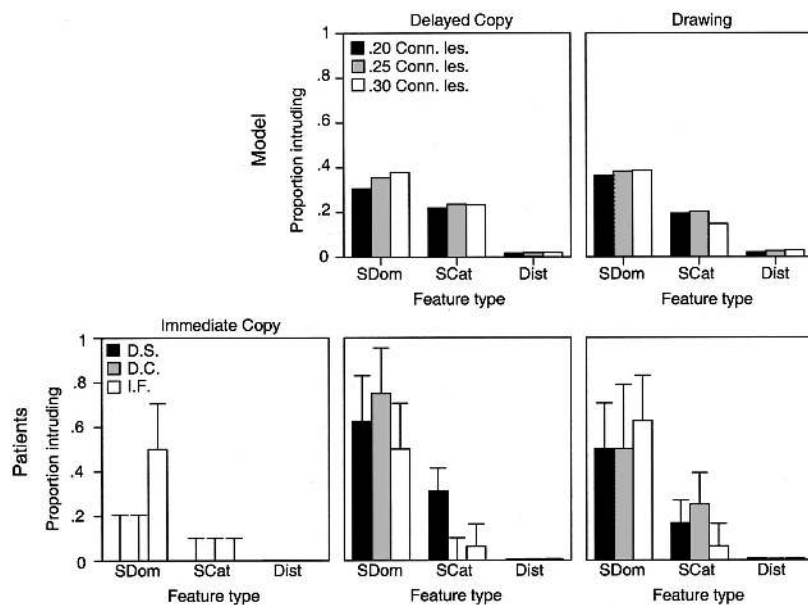 Delayed Copy
Drawing
Model
Proportion intruding
1
.8
.6
.4
.2
0
.20 Conn. les.
.25 Conn. les.
.30 Conn. les.
SDom SCat Dist
Feature type
SDom SCat Dist
Feature type
Immediate Copy
Patients
Proportion intruding
1
.8
.6
.4
.2
0
D.S.
D.C.
I.F.
SDom SCat Dist
Feature type
SDom SCat Dist
Feature type
SDom SCat Dist
Feature type